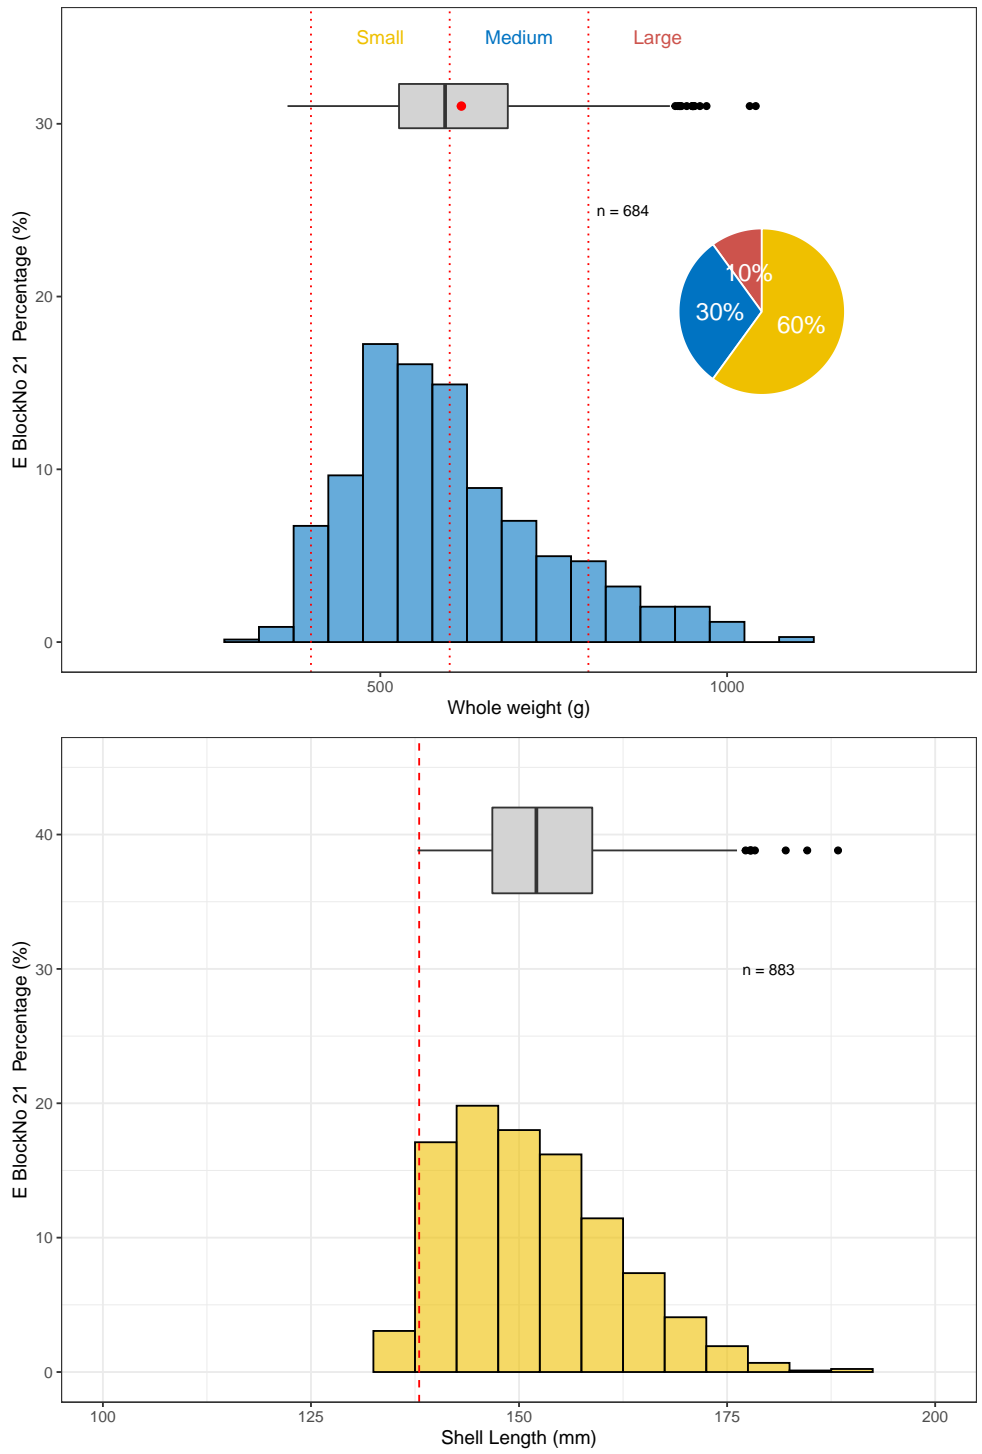 Small Medium Large
30
n = 684
10%
30%
60%
20
10
0
E BlockNo 21  Percentage (%)
500 1000
Whole weight (g)
40
30
n = 883
20
10
0
E BlockNo 21  Percentage (%)
100 125 150 175 200
Shell Length (mm)